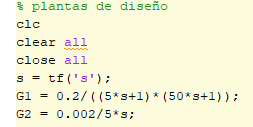 % plantas de diseño
clc
clear all
close all
s = tf('s');
G1 = 0.2/((5*s+1)*(50*s+1));
G2 = 0.002/5*s;